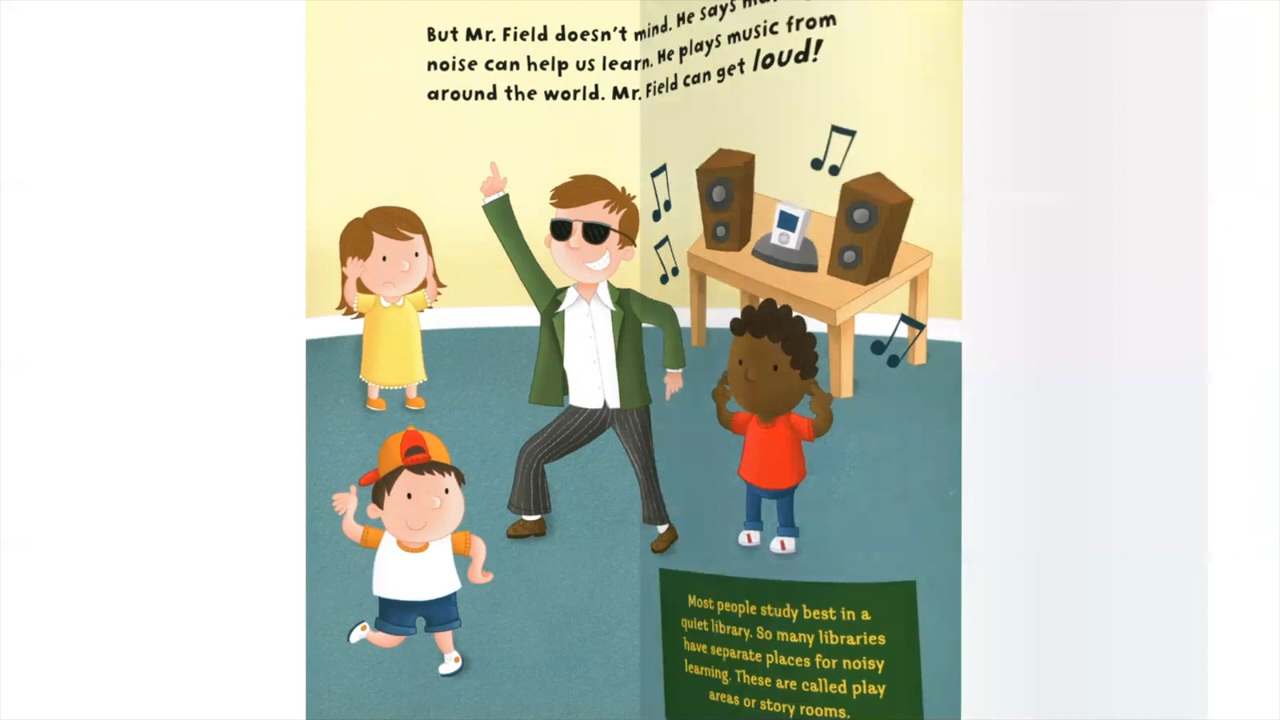 But Mr. Field doesn't mind. He says
noise can help us learn. He plays music from
around the world. Mr. Field can get loud!
Most people study best in a
quiet library. So many libraries
have separate places for noisy
learning. These are called play
areas or story rooms.